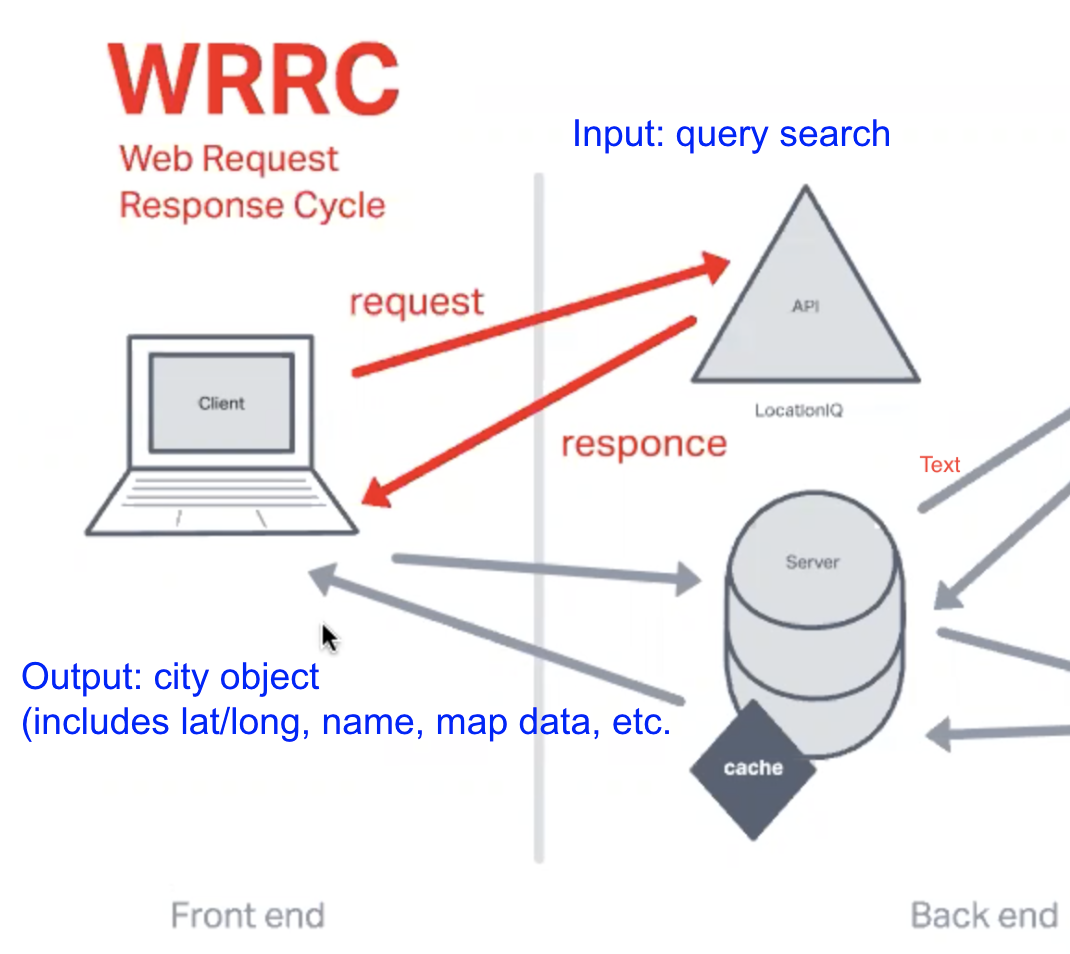 WRRC
Web Request
Response Cycle
Input: query search
request
API
Client
LocationIQ
responce
Text
Server
Output: city object
(includes lat/long, name, map data, etc.
cache
Front end
Back end